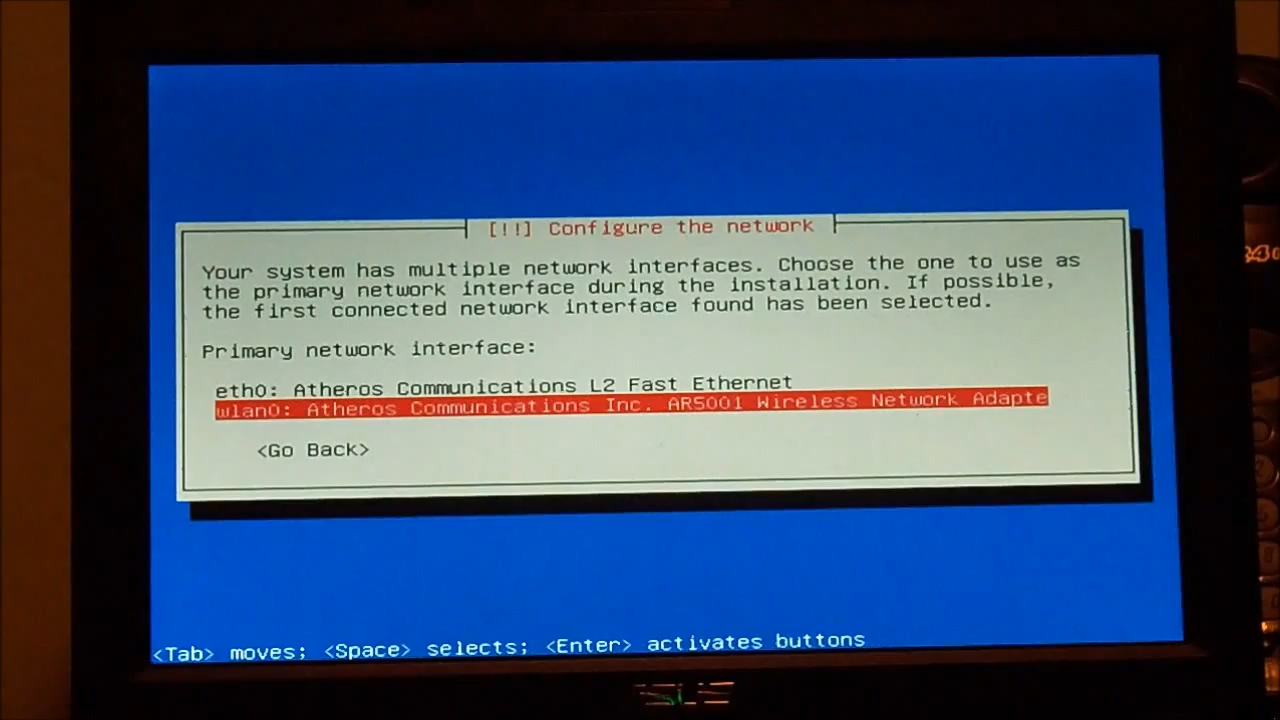 [!!] Configure the network
Your system has multiple network interfaces. Choose the one to use as
the primary network interface during the installation. If possible,
the first connected network interface found has been selected.
Primary network interface:
eth0: Atheros Communications L2 Fast Ethernet
wlan0: Atheros Communications Inc. AR5001 Wireless Network Adapte
<Go Back>
<Tab> moves; <Space> selects; <Enter> activates buttons